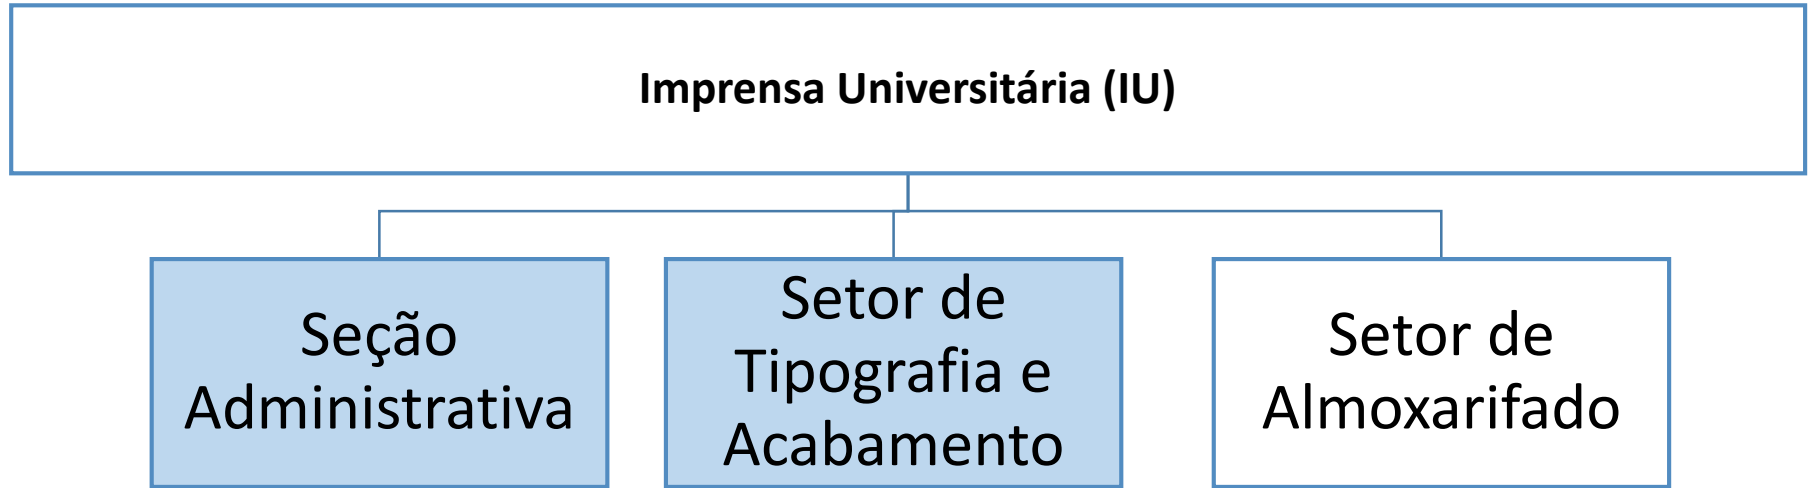 Imprensa Universitária (IU)
Seção
Administrativa
Setor de
Tipografia e
Acabamento
Setor de
Almoxarifado